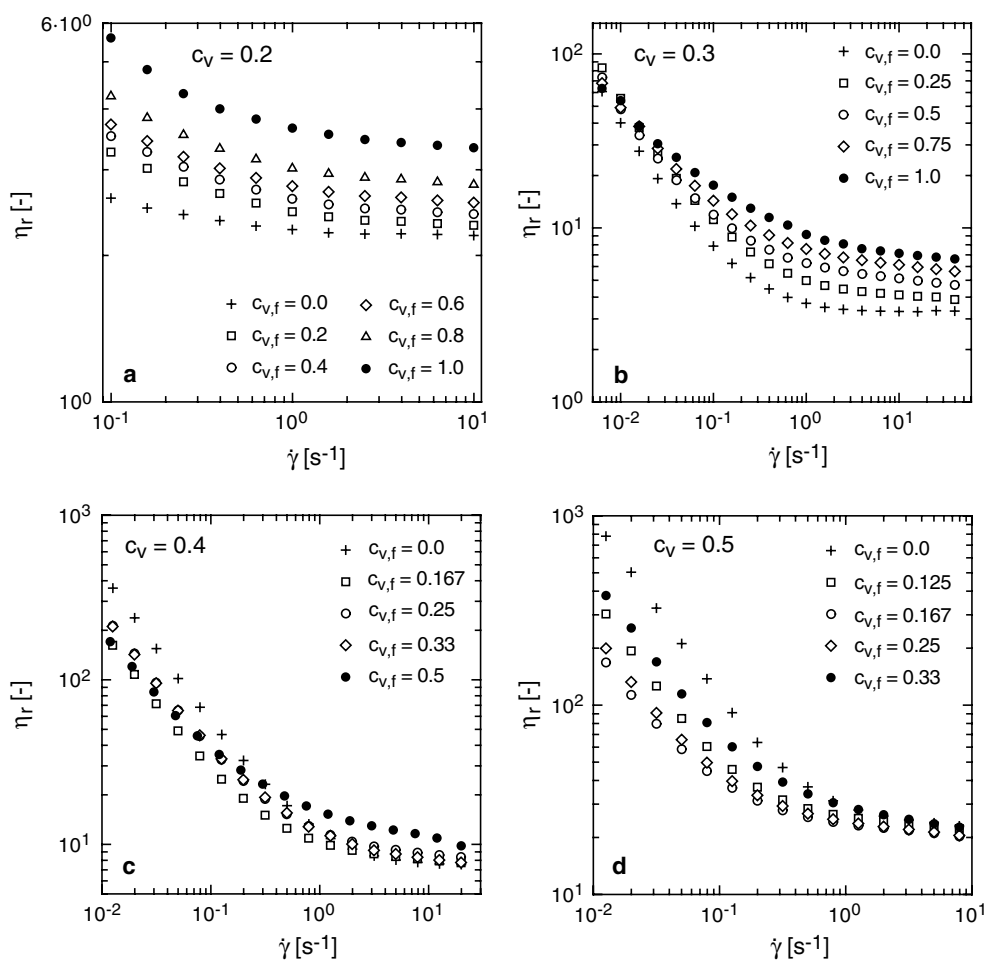 6·10⁰
c_v = 0.2
η_r [-]
+ c_v,f = 0.0
□ c_v,f = 0.2
○ c_v,f = 0.4
◇ c_v,f = 0.6
△ c_v,f = 0.8
● c_v,f = 1.0
a
10⁰
10⁻¹ 10⁰ 10¹
γ̇ [s⁻¹]
10²
c_v = 0.3
+ c_v,f = 0.0
□ c_v,f = 0.25
○ c_v,f = 0.5
◇ c_v,f = 0.75
● c_v,f = 1.0
η_r [-]
10¹
b
10⁰
10⁻² 10⁻¹ 10⁰ 10¹
γ̇ [s⁻¹]
10³
c_v = 0.4
+ c_v,f = 0.0
□ c_v,f = 0.167
○ c_v,f = 0.25
◇ c_v,f = 0.33
● c_v,f = 0.5
η_r [-]
10²
10¹
c
10⁻² 10⁻¹ 10⁰ 10¹
γ̇ [s⁻¹]
10³
c_v = 0.5
+ c_v,f = 0.0
□ c_v,f = 0.125
○ c_v,f = 0.167
◇ c_v,f = 0.25
● c_v,f = 0.33
η_r [-]
10²
d
10¹
10⁻² 10⁻¹ 10⁰ 10¹
γ̇ [s⁻¹]